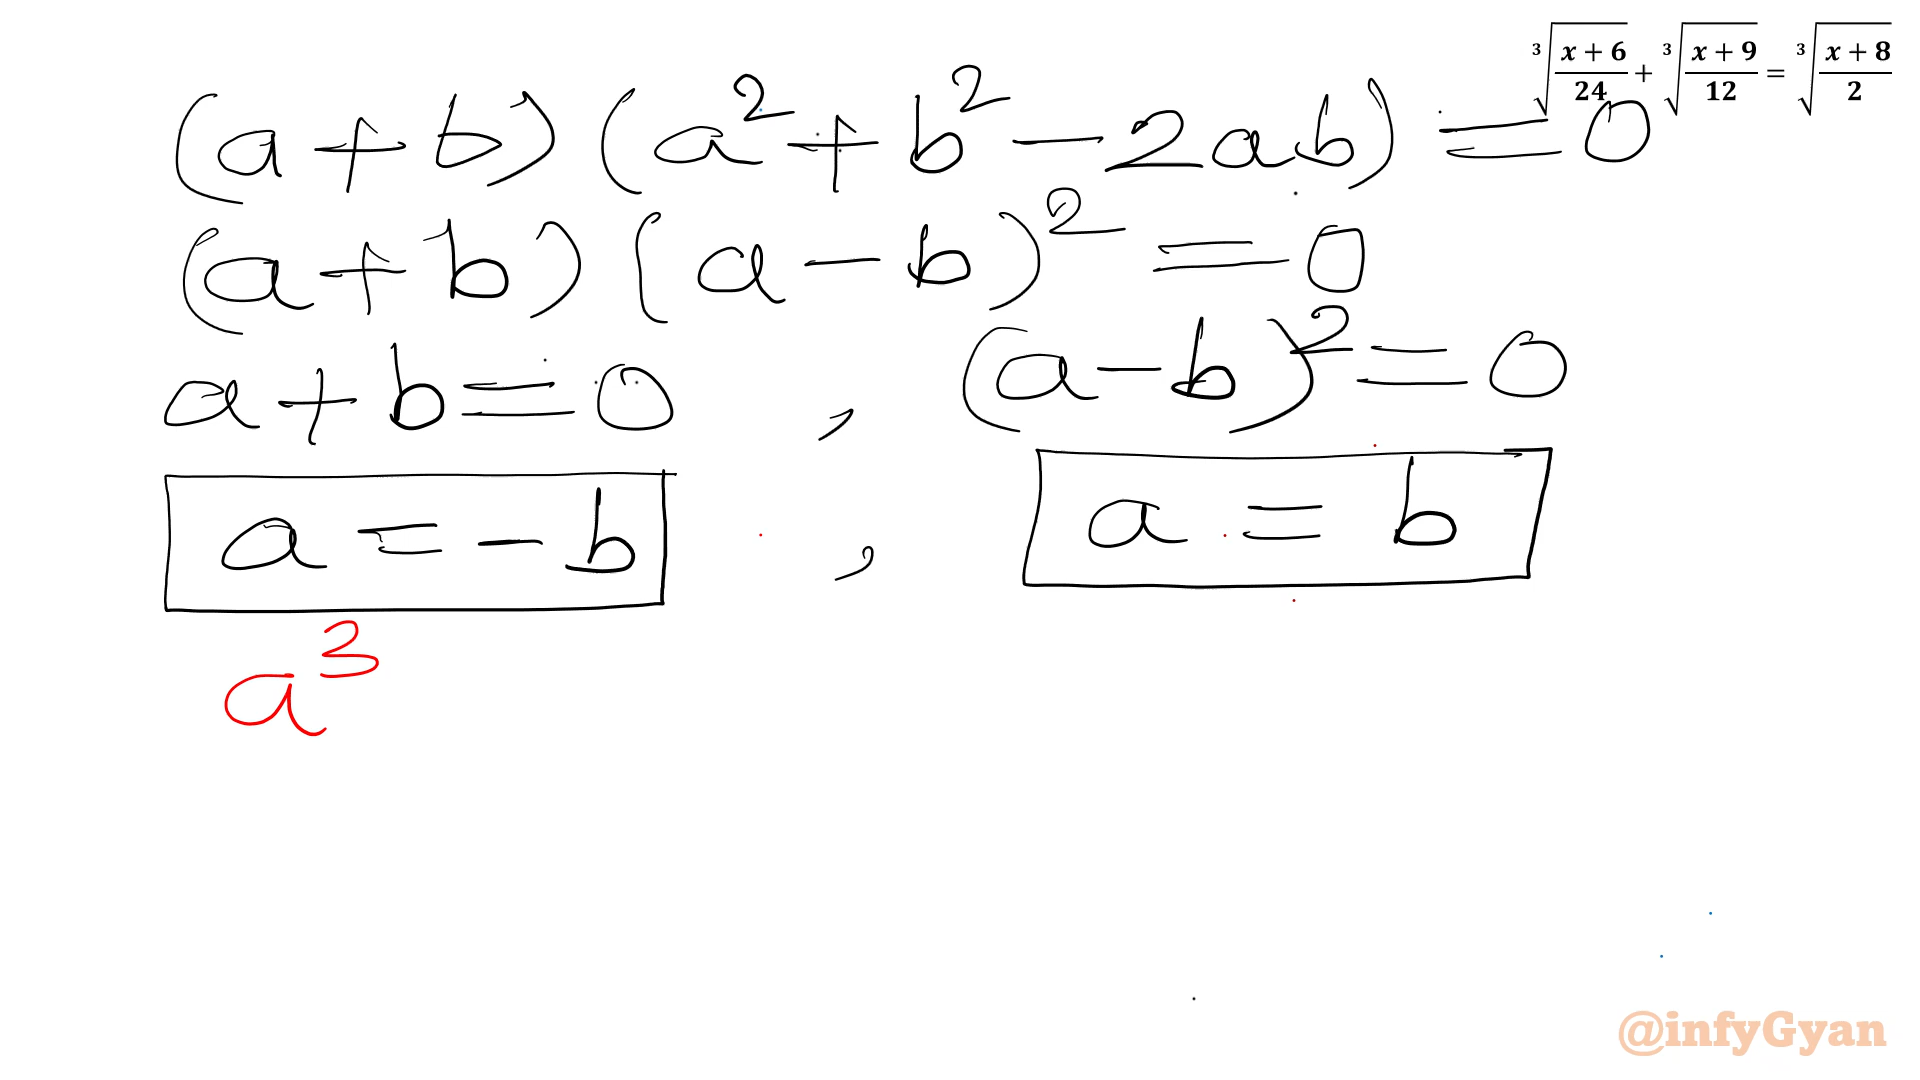 ∛((x + 6)/24) + ∛((x + 9)/12) = ∛((x + 8)/2)
(a + b) (a² + b² − 2ab) = 0
(a + b) (a − b)² = 0
a + b = 0 , (a − b)² = 0
a = − b , a = b
a³
@infyGyan